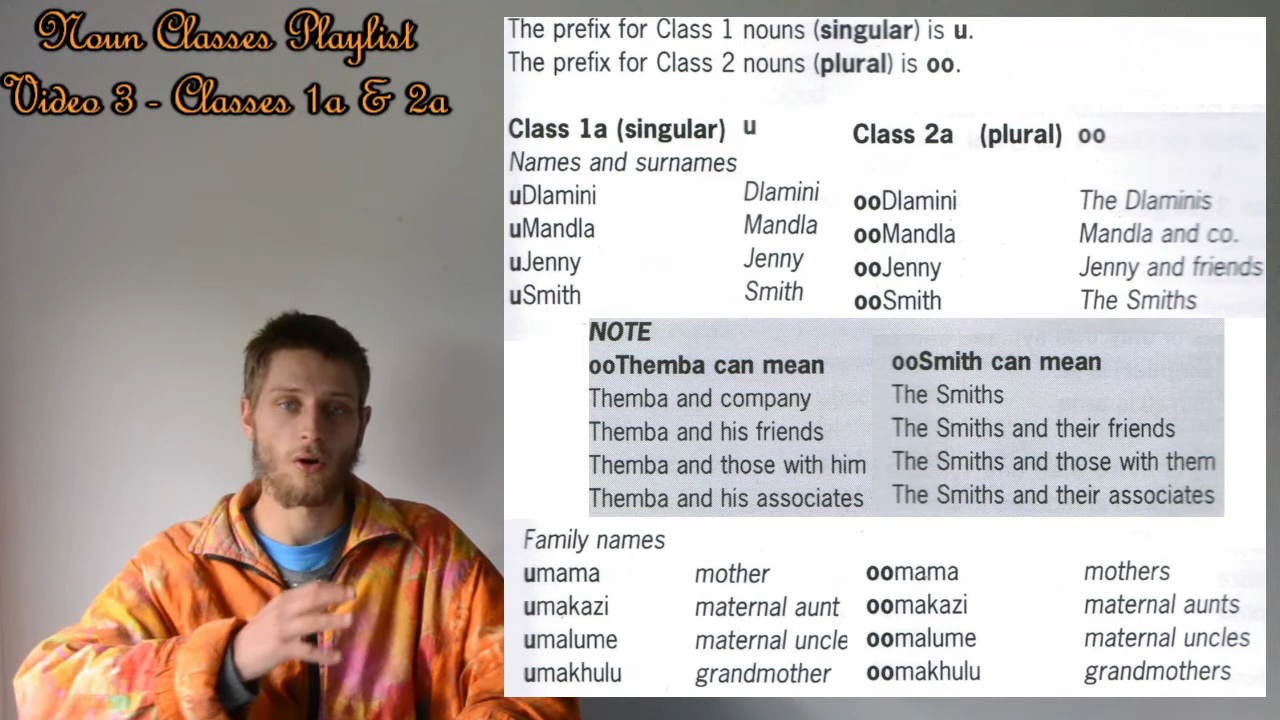 Noun Classes Playlist
Video 3 - Classes 1a & 2a
The prefix for Class 1 nouns (singular) is u.
The prefix for Class 2 nouns (plural) is oo.
Class 1a (singular) u Class 2a (plural) oo
Names and surnames
uDlamini Dlamini ooDlamini The Dlaminis
uMandla Mandla ooMandla Mandla and co.
uJenny Jenny ooJenny Jenny and friends
uSmith Smith ooSmith The Smiths
NOTE
ooThemba can mean ooSmith can mean
Themba and company The Smiths
Themba and his friends The Smiths and their friends
Themba and those with him The Smiths and those with them
Themba and his associates The Smiths and their associates
Family names
umama mother oomama mothers
umakazi maternal aunt oomakazi maternal aunts
umalume maternal uncle oomalume maternal uncles
umakhulu grandmother oomakhulu grandmothers